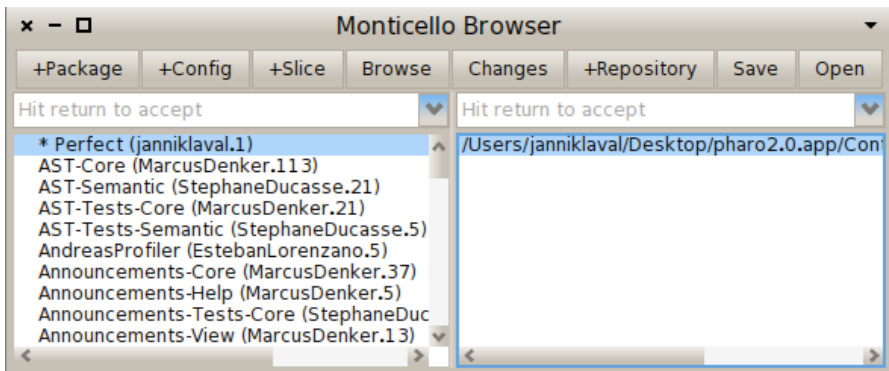 Monticello Browser
+Package +Config +Slice Browse Changes +Repository Save Open
Hit return to accept Hit return to accept
* Perfect (janniklaval.1)
AST-Core (MarcusDenker.113)
AST-Semantic (StephaneDucasse.21)
AST-Tests-Core (MarcusDenker.21)
AST-Tests-Semantic (StephaneDucasse.5)
AndreasProfiler (EstebanLorenzano.5)
Announcements-Core (MarcusDenker.37)
Announcements-Help (MarcusDenker.5)
Announcements-Tests-Core (StephaneDuc
Announcements-View (MarcusDenker.13)
/Users/janniklaval/Desktop/pharo2.0.app/Con